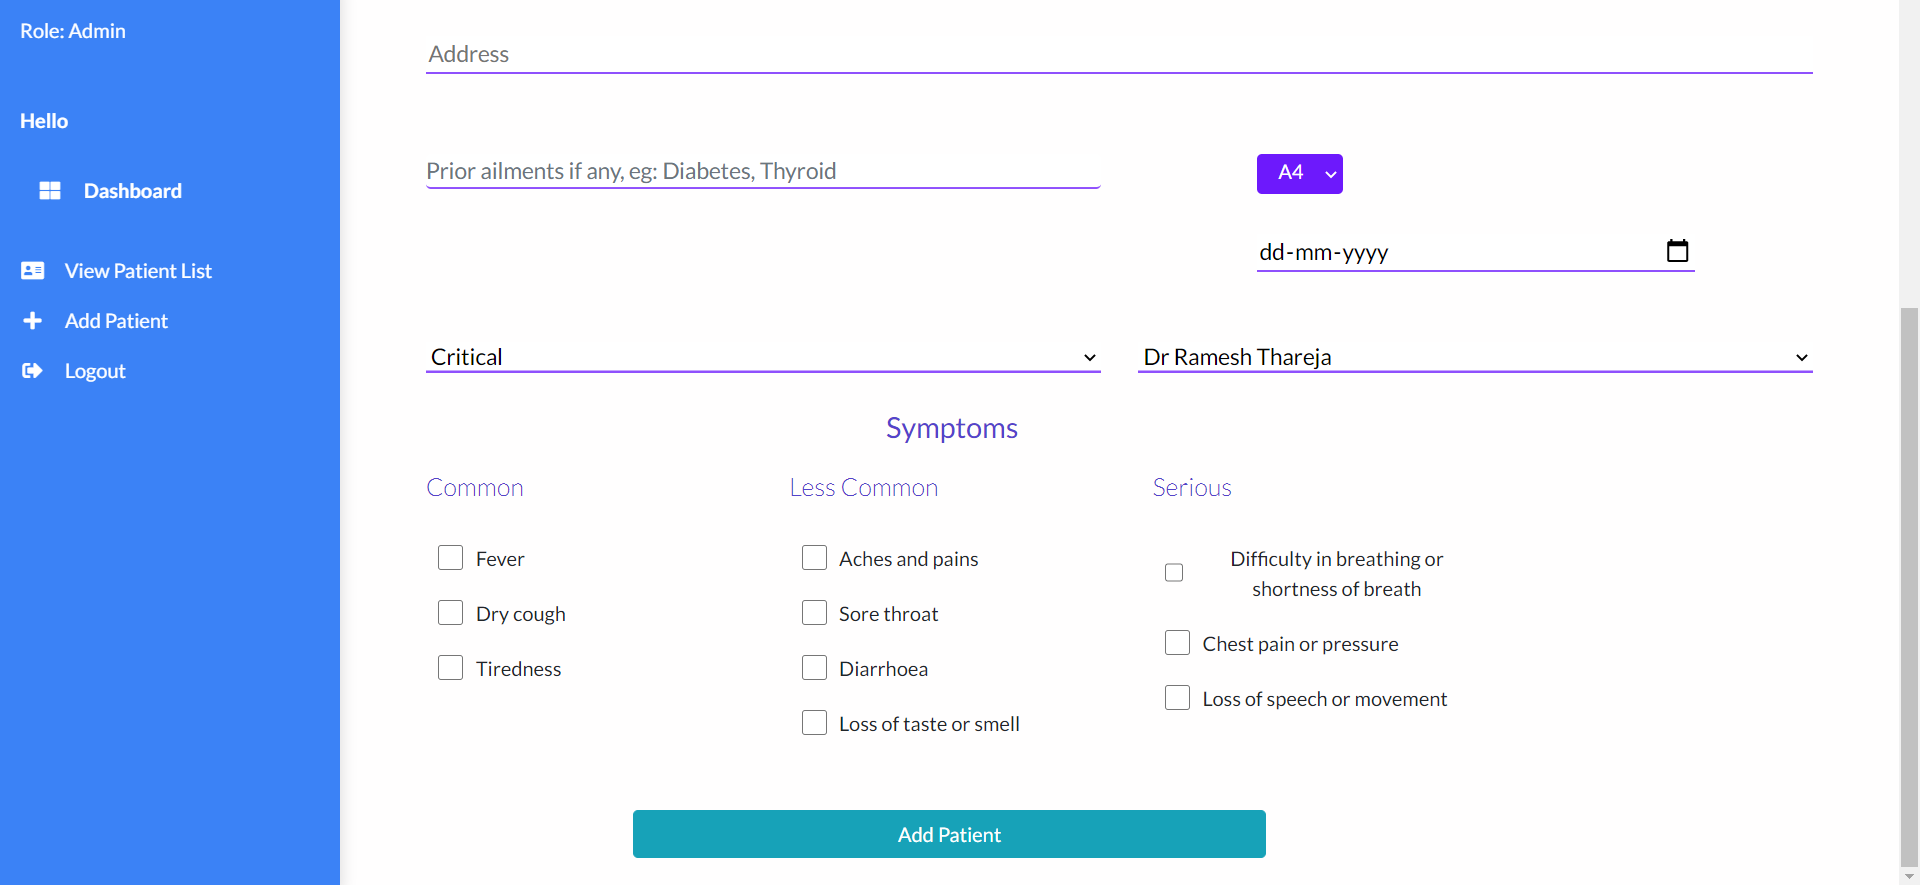 Role: Admin
Hello
Dashboard
View Patient List
Add Patient
Logout
Address
Prior ailments if any, eg: Diabetes, Thyroid
A4
dd-mm-yyyy
Critical
Dr Ramesh Thareja
Symptoms
Common
Fever
Dry cough
Tiredness
Less Common
Aches and pains
Sore throat
Diarrhoea
Loss of taste or smell
Serious
Difficulty in breathing or
shortness of breath
Chest pain or pressure
Loss of speech or movement
Add Patient